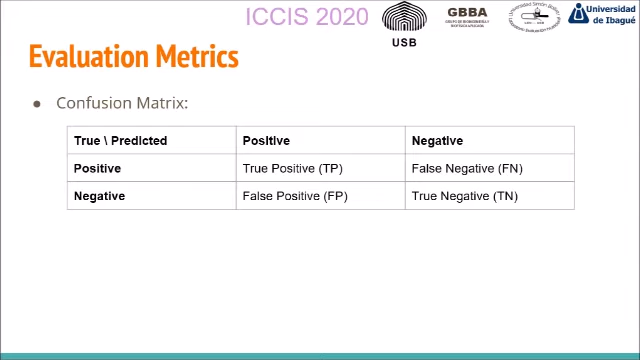 ICCIS 2020
USB
GBBA
Universidad
de Ibagué
Evaluation Metrics
● Confusion Matrix:
True \ Predicted Positive Negative
Positive True Positive (TP) False Negative (FN)
Negative False Positive (FP) True Negative (TN)